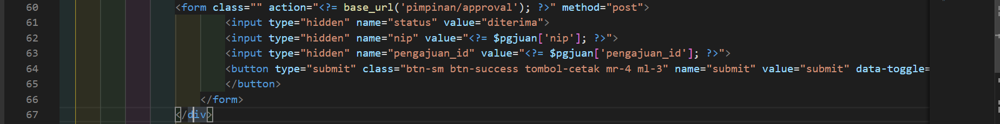 60 <form class="" action="<?= base_url('pimpinan/approval'); ?>" method="post">
61 <input type="hidden" name="status" value="diterima">
62 <input type="hidden" name="nip" value="<?= $pgjuan['nip']; ?>">
63 <input type="hidden" name="pengajuan_id" value="<?= $pgjuan['pengajuan_id']; ?>">
64 <button type="submit" class="btn-sm btn-success tombol-cetak mr-4 ml-3" name="submit" value="submit" data-toggle=
65 </button>
66 </form>
67 </div>